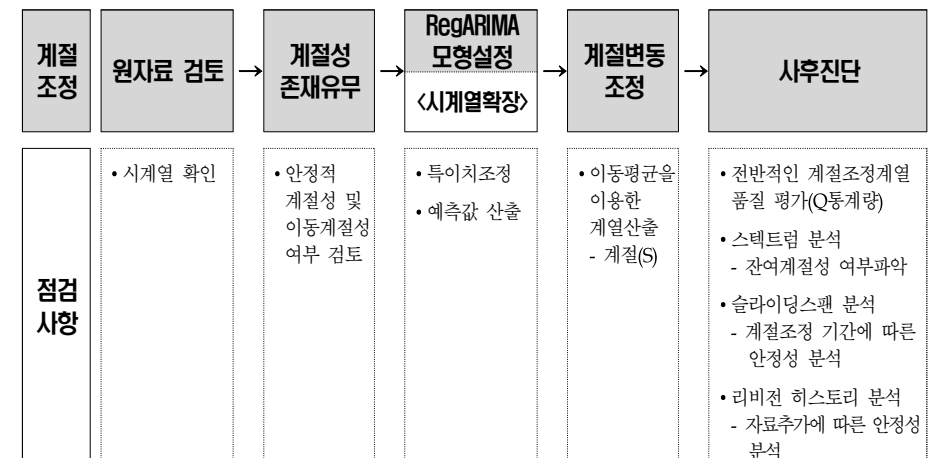 계절
조정
원자료 검토
→
계절성
존재유무
→
RegARIMA
모형설정
<시계열확장>
→
계절변동
조정
→
사후진단
점검
사항
• 시계열 확인
• 안정적
계절성 및
이동계절성
여부 검토
• 특이치조정
• 예측값 산출
• 이동평균을
이용한
계열산출
- 계절(S)
• 전반적인 계절조정계열
품질 평가(Q통계량)
• 스텍트럼 분석
- 잔여계절성 여부파악
• 슬라이딩스팬 분석
- 계절조정 기간에 따른
안정성 분석
• 리비전 히스토리 분석
- 자료추가에 따른 안정성
분석